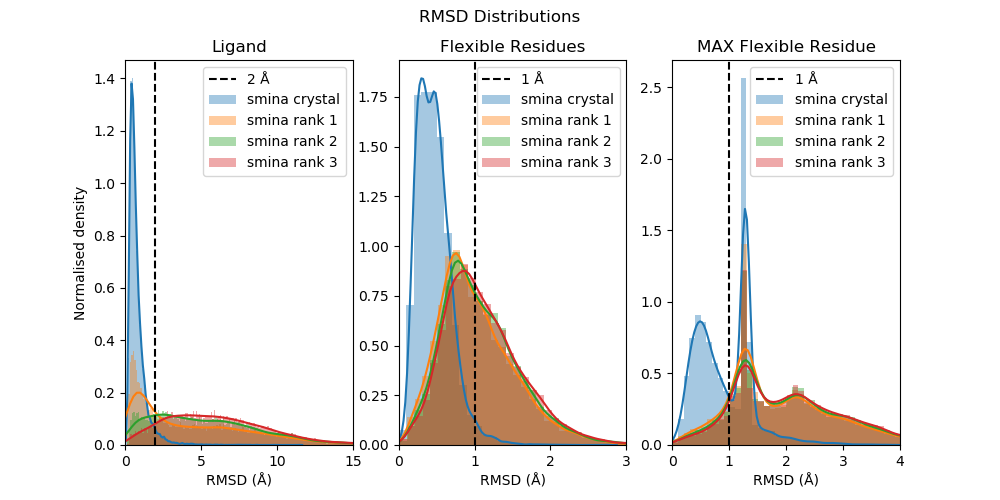 RMSD Distributions
Ligand
Normalised density
1.4
1.2
1.0
0.8
0.6
0.4
0.2
0.0
2 Å
smina crystal
smina rank 1
smina rank 2
smina rank 3
0 5 10 15
RMSD (Å)
Flexible Residues
1.75
1.50
1.25
1.00
0.75
0.50
0.25
0.00
1 Å
smina crystal
smina rank 1
smina rank 2
smina rank 3
0 1 2 3
RMSD (Å)
MAX Flexible Residue
2.5
2.0
1.5
1.0
0.5
0.0
1 Å
smina crystal
smina rank 1
smina rank 2
smina rank 3
0 1 2 3 4
RMSD (Å)